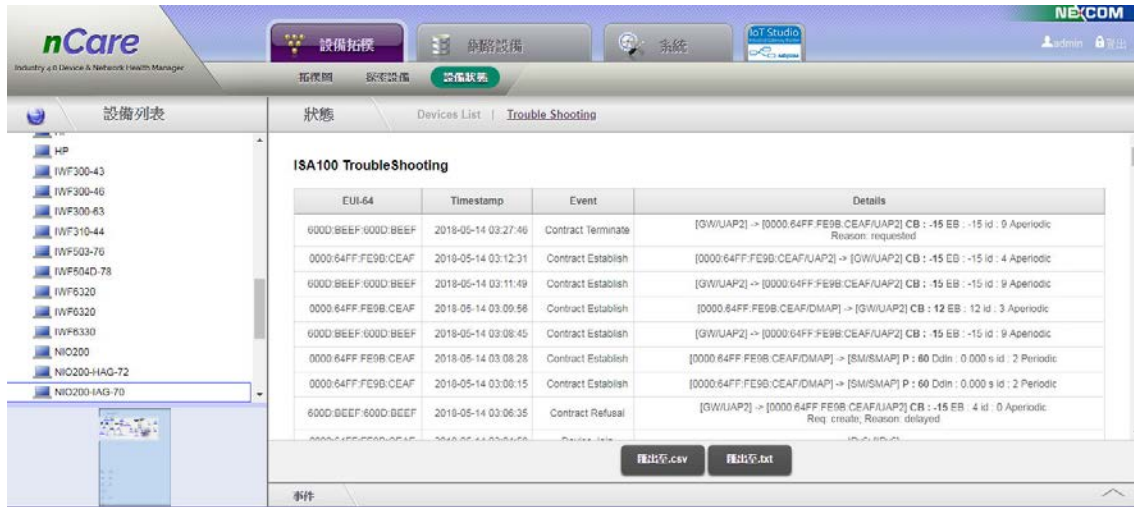 nCare
Industry 4.0 Device & Network Health Manager
NEXCOM
設備拓樸
網路設備
系統
IoT Studio
admin 登出
拓樸圖 探索設備 設備狀態
設備列表
狀態
Devices List | Trouble Shooting
HP
IWF300-43
IWF300-46
IWF300-63
IWF310-44
IWF503-76
IWF504D-78
IWF6320
IWF6320
IWF6330
NIO200
NIO200-HAG-72
NIO200-IAG-70
ISA100 TroubleShooting
EUI-64 Timestamp Event Details
600D:BEEF:600D:BEEF 2018-05-14 03:27:46 Contract Terminate [GW/UAP2] -> [0000:64FF:FE9B:CEAF/UAP2] CB : -15 EB : -15 id : 9 Aperiodic
Reason: requested
0000:64FF:FE9B:CEAF 2018-05-14 03:12:31 Contract Establish [0000:64FF:FE9B:CEAF/UAP2] -> [GW/UAP2] CB : -15 EB : -15 id : 4 Aperiodic
600D:BEEF:600D:BEEF 2018-05-14 03:11:49 Contract Establish [GW/UAP2] -> [0000:64FF:FE9B:CEAF/UAP2] CB : -15 EB : -15 id : 9 Aperiodic
0000:64FF:FE9B:CEAF 2018-05-14 03:09:56 Contract Establish [0000:64FF:FE9B:CEAF/DMAP] -> [GW/UAP2] CB : 12 EB : 12 id : 3 Aperiodic
600D:BEEF:600D:BEEF 2018-05-14 03:08:45 Contract Establish [GW/UAP2] -> [0000:64FF:FE9B:CEAF/UAP2] CB : -15 EB : -15 id : 9 Aperiodic
0000:64FF:FE9B:CEAF 2018-05-14 03:08:28 Contract Establish [0000:64FF:FE9B:CEAF/DMAP] -> [SM/SMAP] P : 60 Ddln : 0.000 s id : 2 Periodic
0000:64FF:FE9B:CEAF 2018-05-14 03:08:15 Contract Establish [0000:64FF:FE9B:CEAF/DMAP] -> [SM/SMAP] P : 60 Ddln : 0.000 s id : 2 Periodic
600D:BEEF:600D:BEEF 2018-05-14 03:06:35 Contract Refusal [GW/UAP2] -> [0000:64FF:FE9B:CEAF/UAP2] CB : -15 EB : 4 id : 0 Aperiodic
Req: create; Reason: delayed
匯出至.csv 匯出至.txt
事件